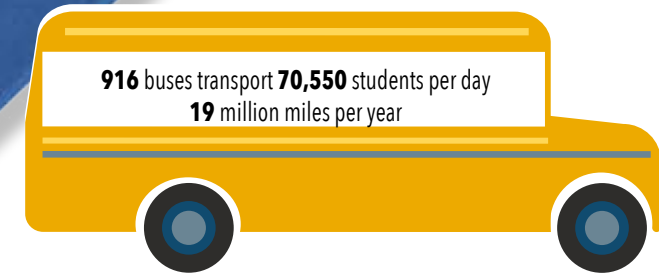 916 buses transport 70,550 students per day
19 million miles per year